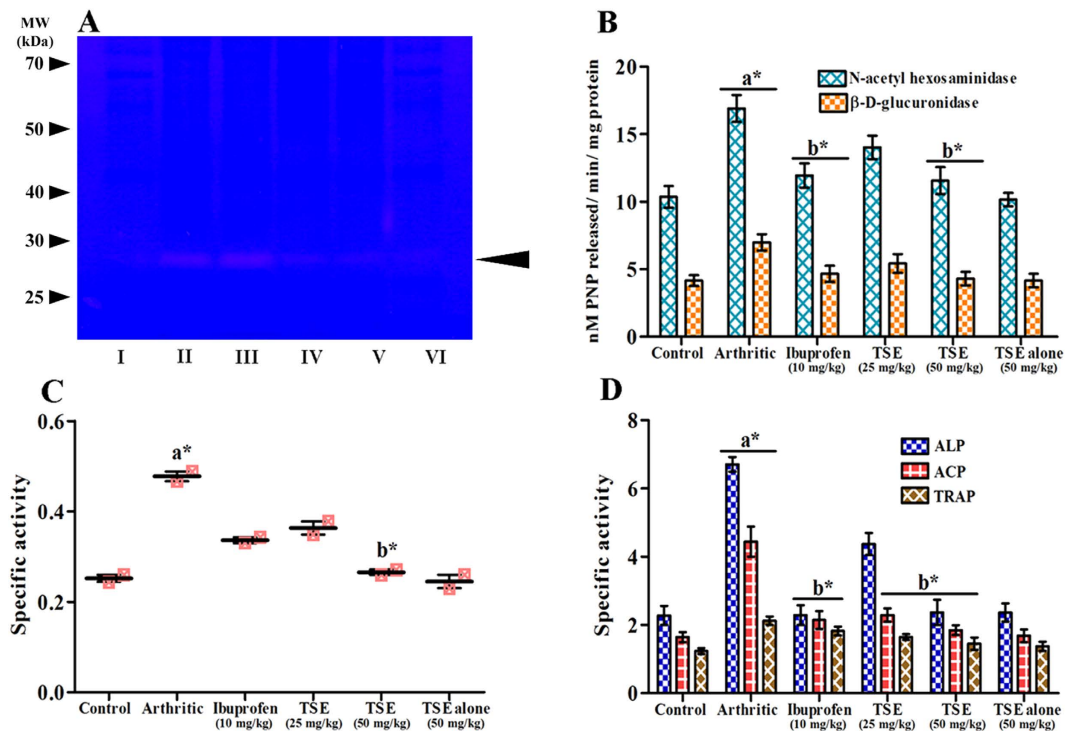 A
MW
(kDa)
70
50
40
30
25
I II III IV V VI
B
nM PNP released/ min/ mg protein
20
15
10
5
0
N-acetyl hexosaminidase
β-D-glucuronidase
a*
b*
b*
Control Arthritic Ibuprofen TSE TSE TSE alone
(10 mg/kg) (25 mg/kg) (50 mg/kg) (50 mg/kg)
C
Specific activity
0.6
0.4
0.2
0.0
a*
b*
Control Arthritic Ibuprofen TSE TSE TSE alone
(10 mg/kg) (25 mg/kg) (50 mg/kg) (50 mg/kg)
D
Specific activity
8
6
4
2
0
ALP
ACP
TRAP
a*
b*
b*
Control Arthritic Ibuprofen TSE TSE TSE alone
(10 mg/kg) (25 mg/kg) (50 mg/kg) (50 mg/kg)